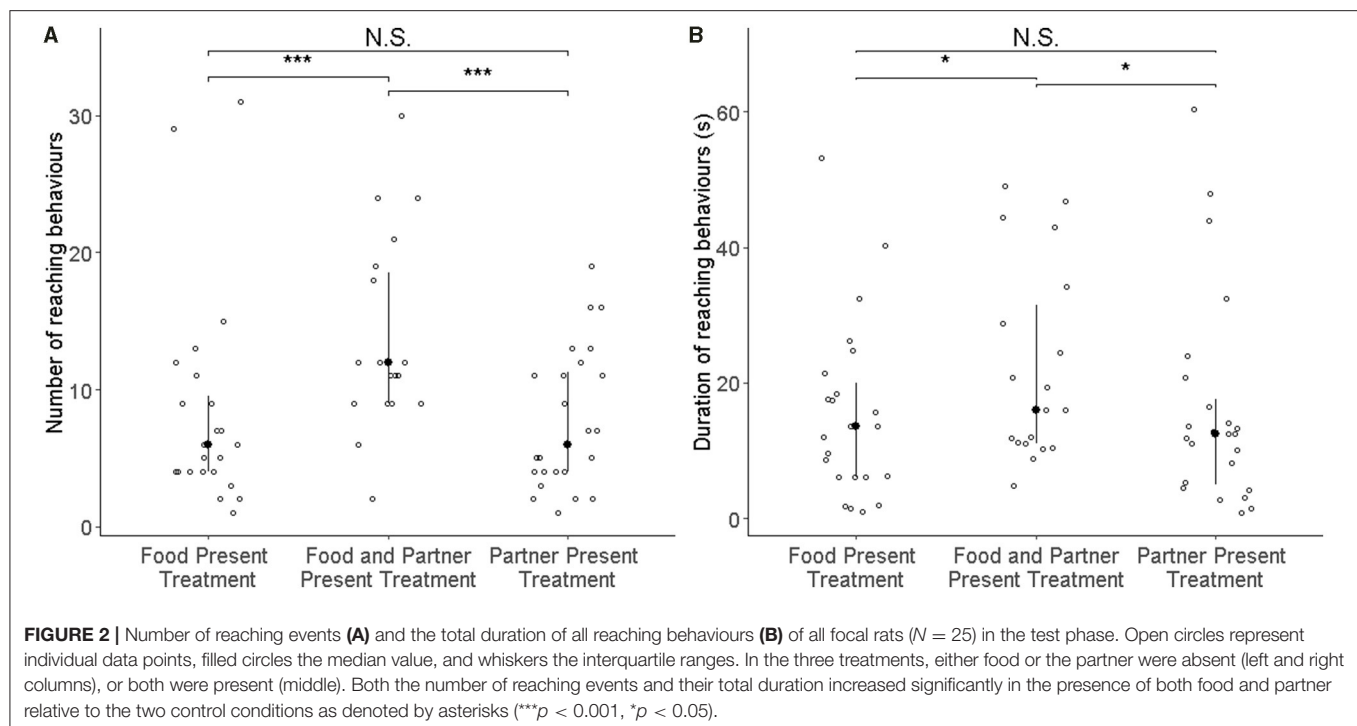 A
N.S.
***
***
Number of reaching behaviours
30
20
10
0
Food Present
Treatment
Food and Partner
Present Treatment
Partner Present
Treatment
B
N.S.
*
*
Duration of reaching behaviours (s)
60
40
20
0
Food Present
Treatment
Food and Partner
Present Treatment
Partner Present
Treatment
FIGURE 2 | Number of reaching events (A) and the total duration of all reaching behaviours (B) of all focal rats (N = 25) in the test phase. Open circles represent
individual data points, filled circles the median value, and whiskers the interquartile ranges. In the three treatments, either food or the partner were absent (left and right
columns), or both were present (middle). Both the number of reaching events and their total duration increased significantly in the presence of both food and partner
relative to the two control conditions as denoted by asterisks (***p < 0.001, *p < 0.05).